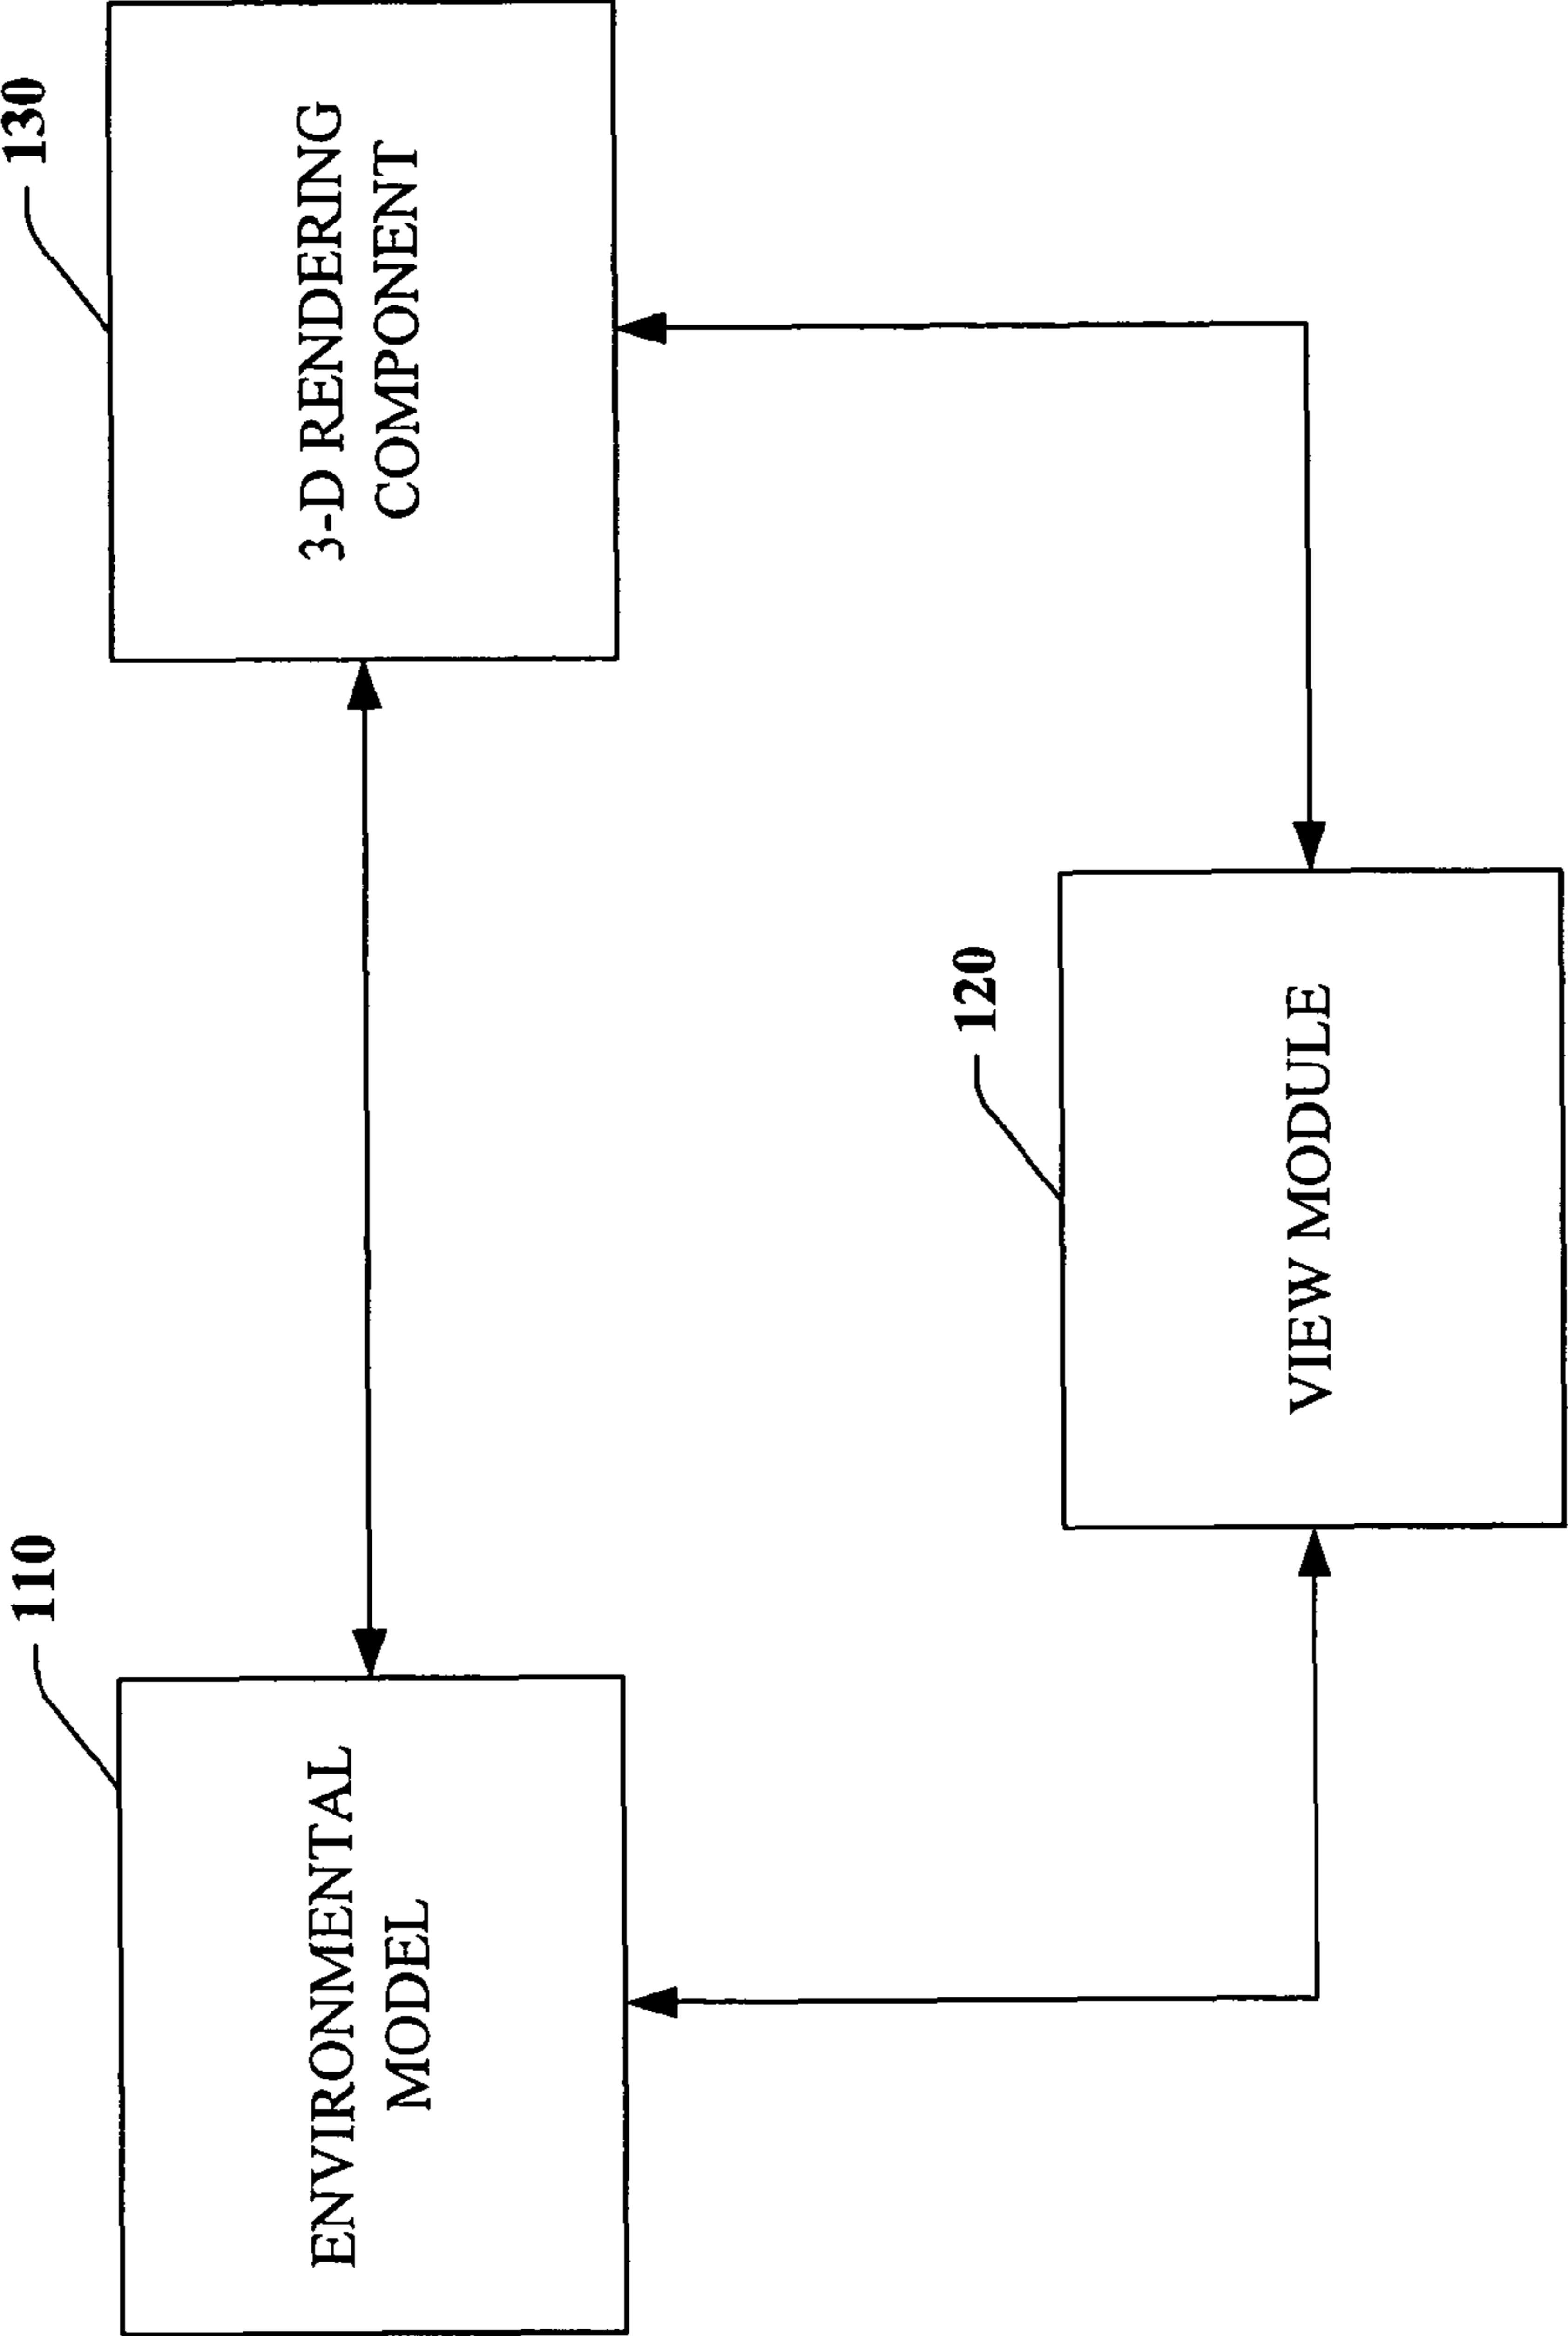 110
ENVIRONMENTAL
MODEL
130
3-D RENDERING
COMPONENT
120
VIEW MODULE